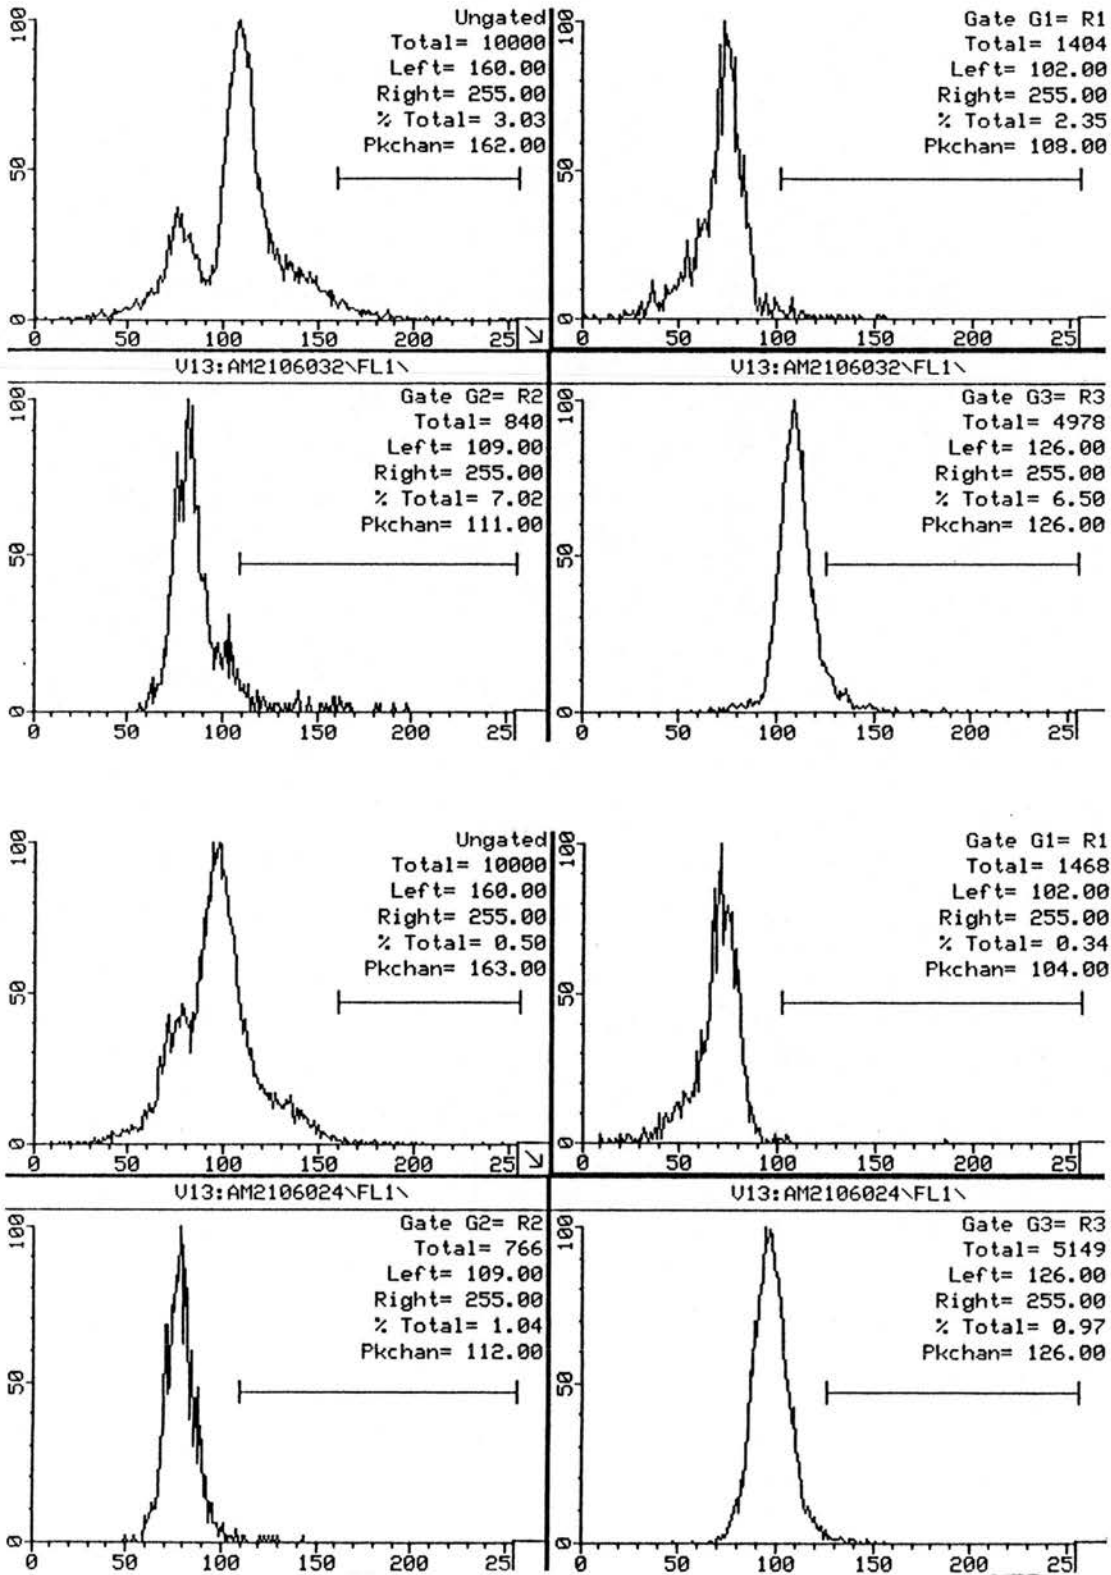 Ungated
Total= 10000
Left= 160.00
Right= 255.00
% Total= 3.03
Pkchan= 162.00
100
50
0
0 50 100 150 200 25
Gate G1= R1
Total= 1404
Left= 102.00
Right= 255.00
% Total= 2.35
Pkchan= 108.00
100
50
0
0 50 100 150 200 25
V13:AM2106032\FL1\
Gate G2= R2
Total= 840
Left= 109.00
Right= 255.00
% Total= 7.02
Pkchan= 111.00
100
50
0
0 50 100 150 200 25
V13:AM2106032\FL1\
Gate G3= R3
Total= 4978
Left= 126.00
Right= 255.00
% Total= 6.50
Pkchan= 126.00
100
50
0
0 50 100 150 200 25
Ungated
Total= 10000
Left= 160.00
Right= 255.00
% Total= 0.50
Pkchan= 163.00
100
50
0
0 50 100 150 200 25
Gate G1= R1
Total= 1468
Left= 102.00
Right= 255.00
% Total= 0.34
Pkchan= 104.00
100
50
0
0 50 100 150 200 25
V13:AM2106024\FL1\
Gate G2= R2
Total= 766
Left= 109.00
Right= 255.00
% Total= 1.04
Pkchan= 112.00
100
50
0
0 50 100 150 200 25
V13:AM2106024\FL1\
Gate G3= R3
Total= 5149
Left= 126.00
Right= 255.00
% Total= 0.97
Pkchan= 126.00
100
50
0
0 50 100 150 200 25